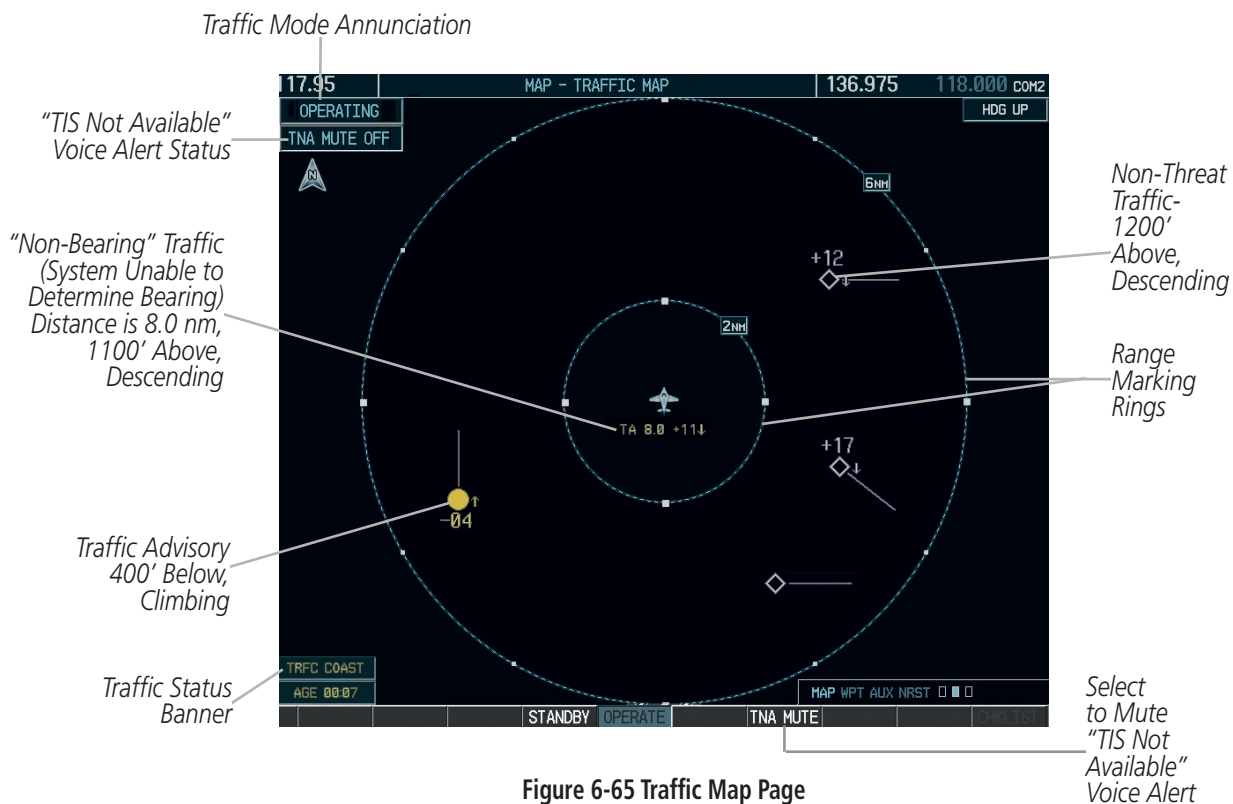 Traffic Mode Annunciation
17.95
MAP – TRAFFIC MAP
136.975
118.000 COM2
OPERATING
HDG UP
TNA MUTE OFF
"TIS Not Available"
Voice Alert Status
N
6NM
Non-Threat
Traffic-
1200'
Above,
Descending
"Non-Bearing" Traffic
(System Unable to
Determine Bearing)
Distance is 8.0 nm,
1100' Above,
Descending
+12
2NM
Range
Marking
Rings
TA 8.0 +11↓
+17
-04
Traffic Advisory
400' Below,
Climbing
TRFC COAST
AGE 00:07
Traffic Status
Banner
MAP WPT AUX NRST
STANDBY
OPERATE
TNA MUTE
CHKLIST
Select
to Mute
"TIS Not
Available"
Voice Alert
Figure 6-65 Traffic Map Page